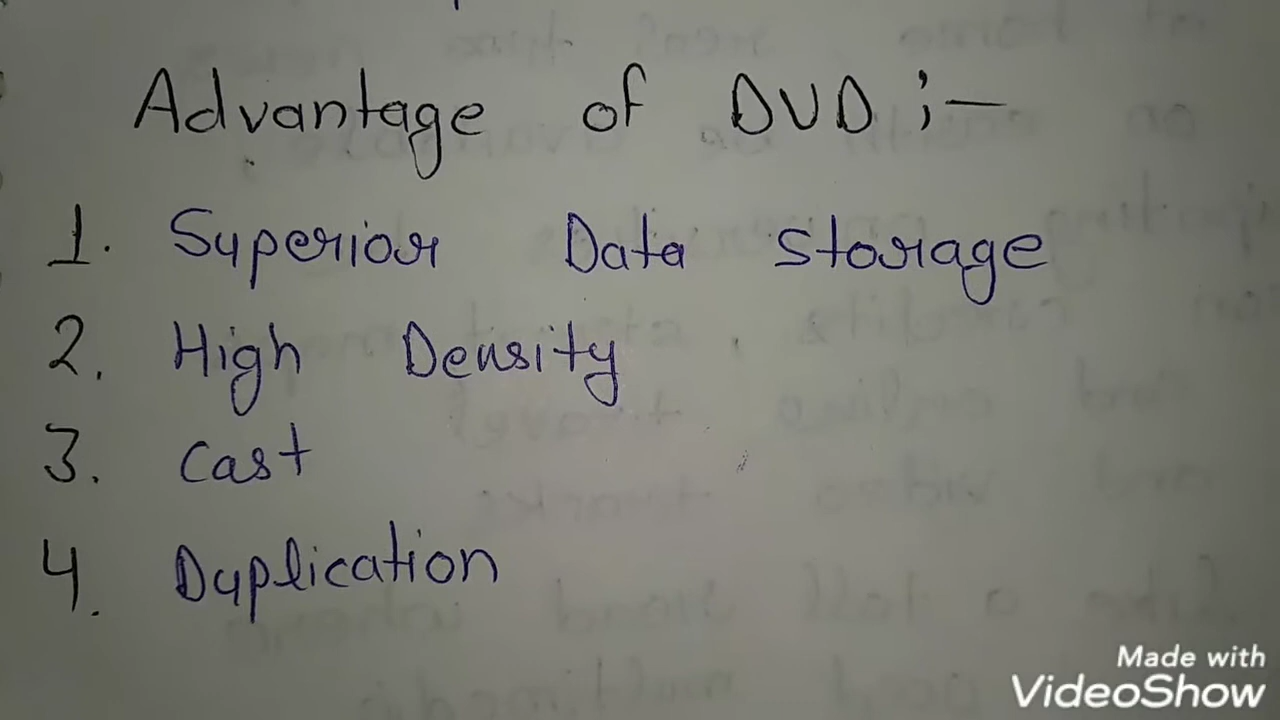 Advantage of DVD :-
1. Superior Data storage
2. High Density
3. Cast
4. Duplication
Made with
VideoShow